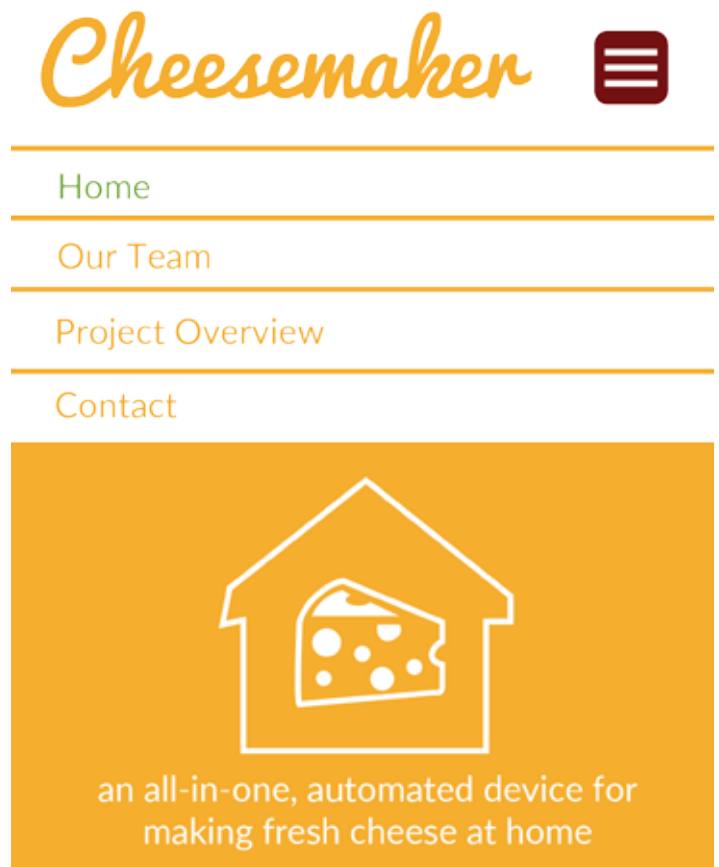 Cheesemaker
Home
Our Team
Project Overview
Contact
an all-in-one, automated device for
making fresh cheese at home